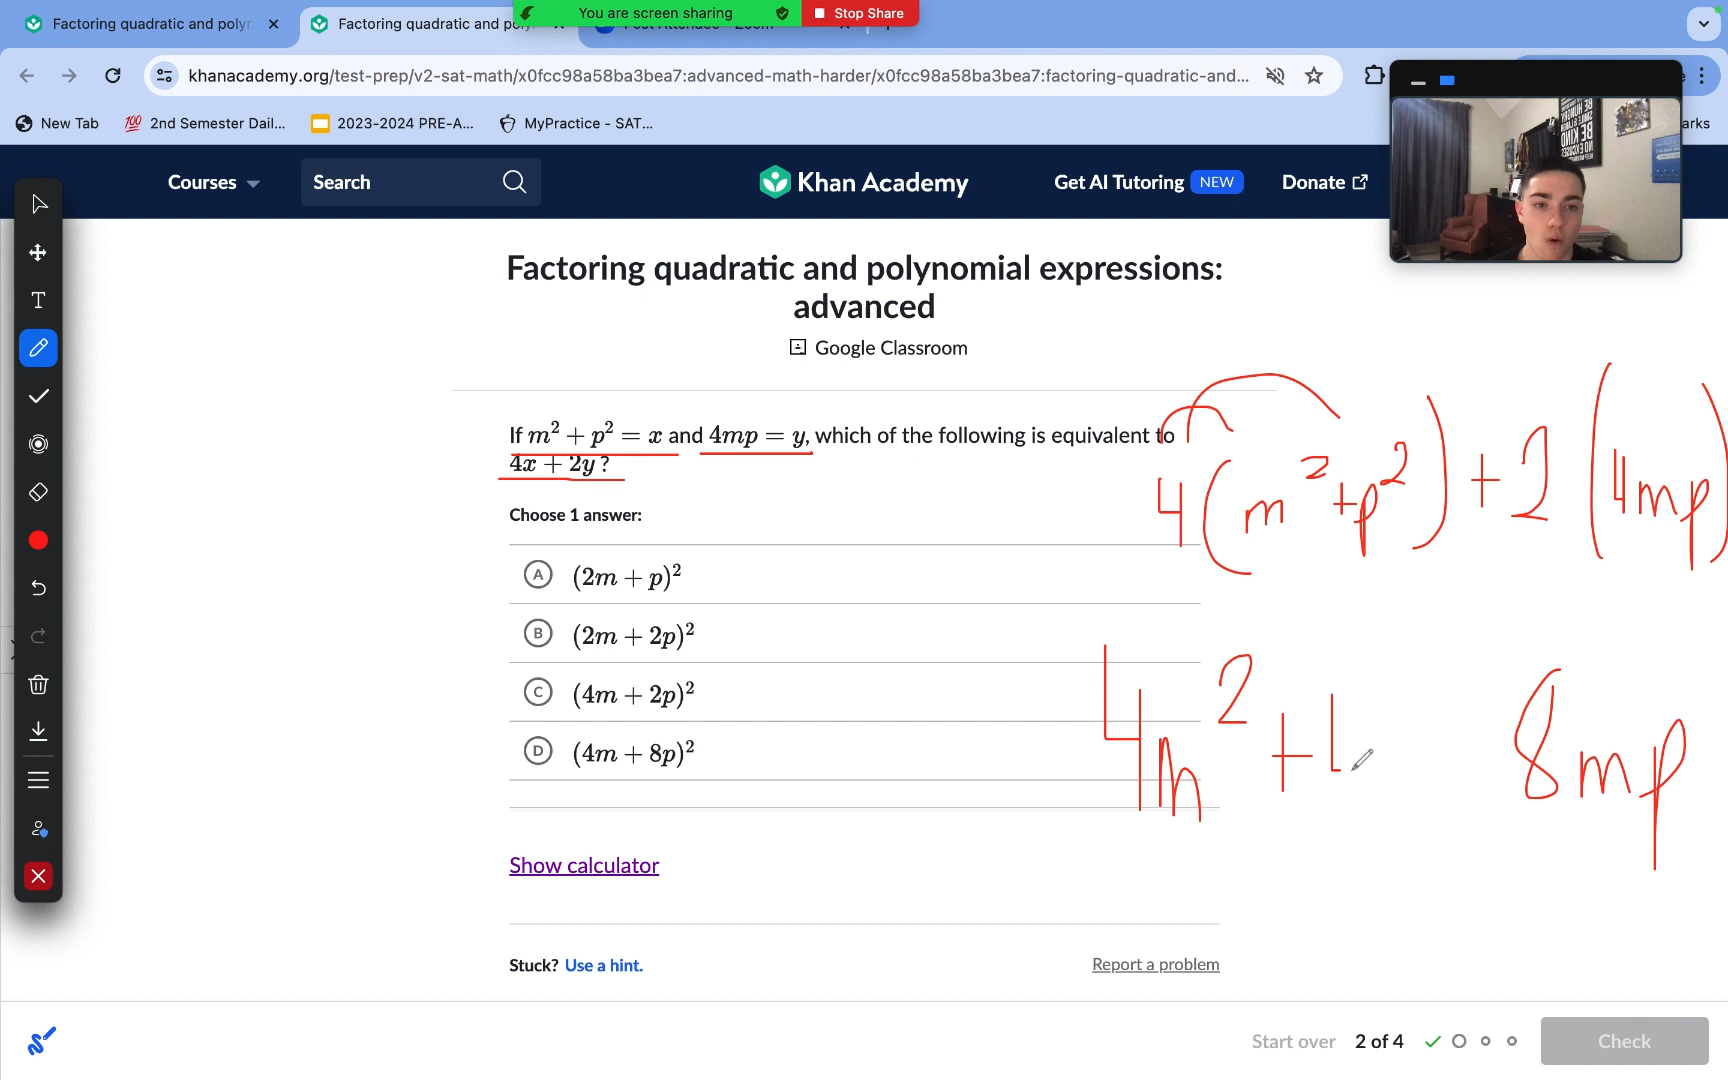 Factoring quadratic and polyn
Factoring quadratic and poly
You are screen sharing
Stop Share
khanacademy.org/test-prep/v2-sat-math/x0fcc98a58ba3bea7:advanced-math-harder/x0fcc98a58ba3bea7:factoring-quadratic-and...
New Tab
2nd Semester Dail...
2023-2024 PRE-A...
MyPractice - SAT...
arks
Courses
Search
Khan Academy
Get AI Tutoring NEW
Donate
Factoring quadratic and polynomial expressions:
advanced
Google Classroom
If m² + p² = x and 4mp = y, which of the following is equivalent to
4x + 2y ?
4(m² + p²) + 2(4mp)
Choose 1 answer:
A (2m + p)²
B (2m + 2p)²
C (4m + 2p)²
D (4m + 8p)²
4m² + 8mp
Show calculator
Stuck? Use a hint.
Report a problem
Start over 2 of 4
Check